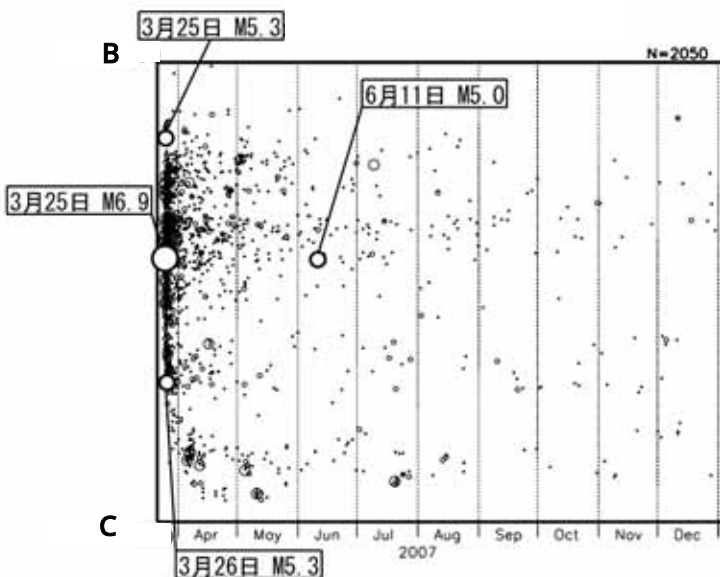 3月25日 M5.3
B
N=2050
6月11日 M5.0
3月25日 M6.9
C
Apr May Jun Jul Aug Sep Oct Nov Dec
2007
3月26日 M5.3